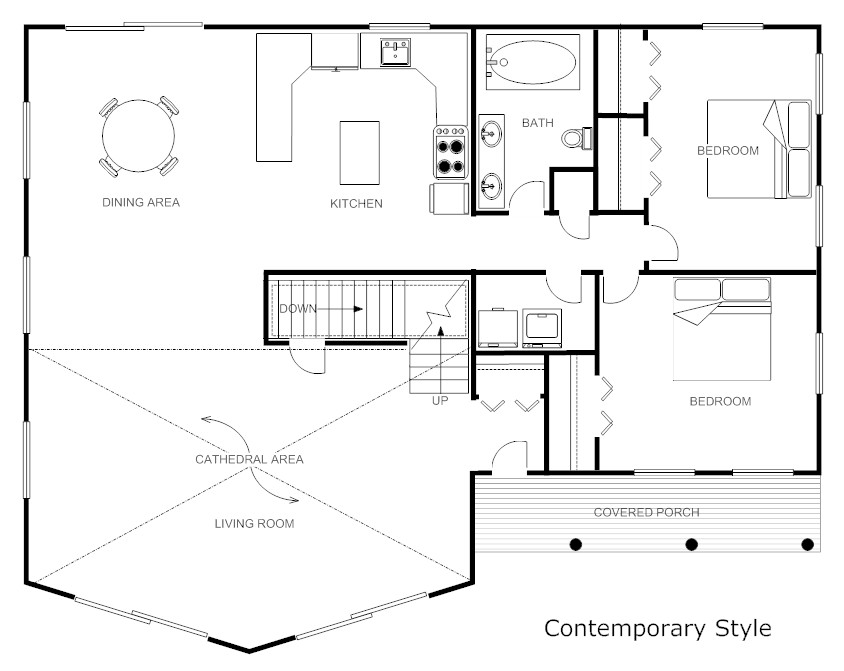 BATH
BEDROOM
DINING AREA
KITCHEN
DOWN
UP
BEDROOM
CATHEDRAL AREA
LIVING ROOM
COVERED PORCH
Contemporary Style